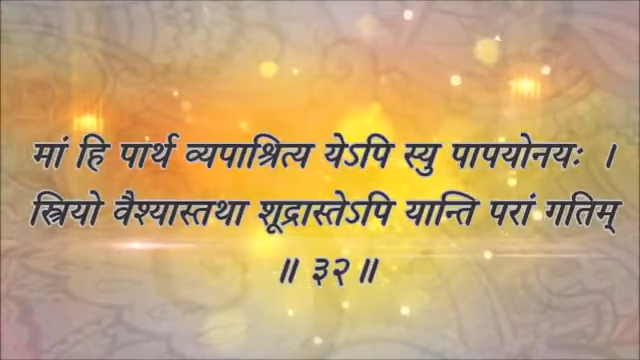 मां हि पार्थ व्यपाश्रित्य येऽपि स्यु पापयोनयः ।
स्त्रियो वैश्यास्तथा शूद्रास्तेऽपि यान्ति परां गतिम्
॥ ३२ ॥